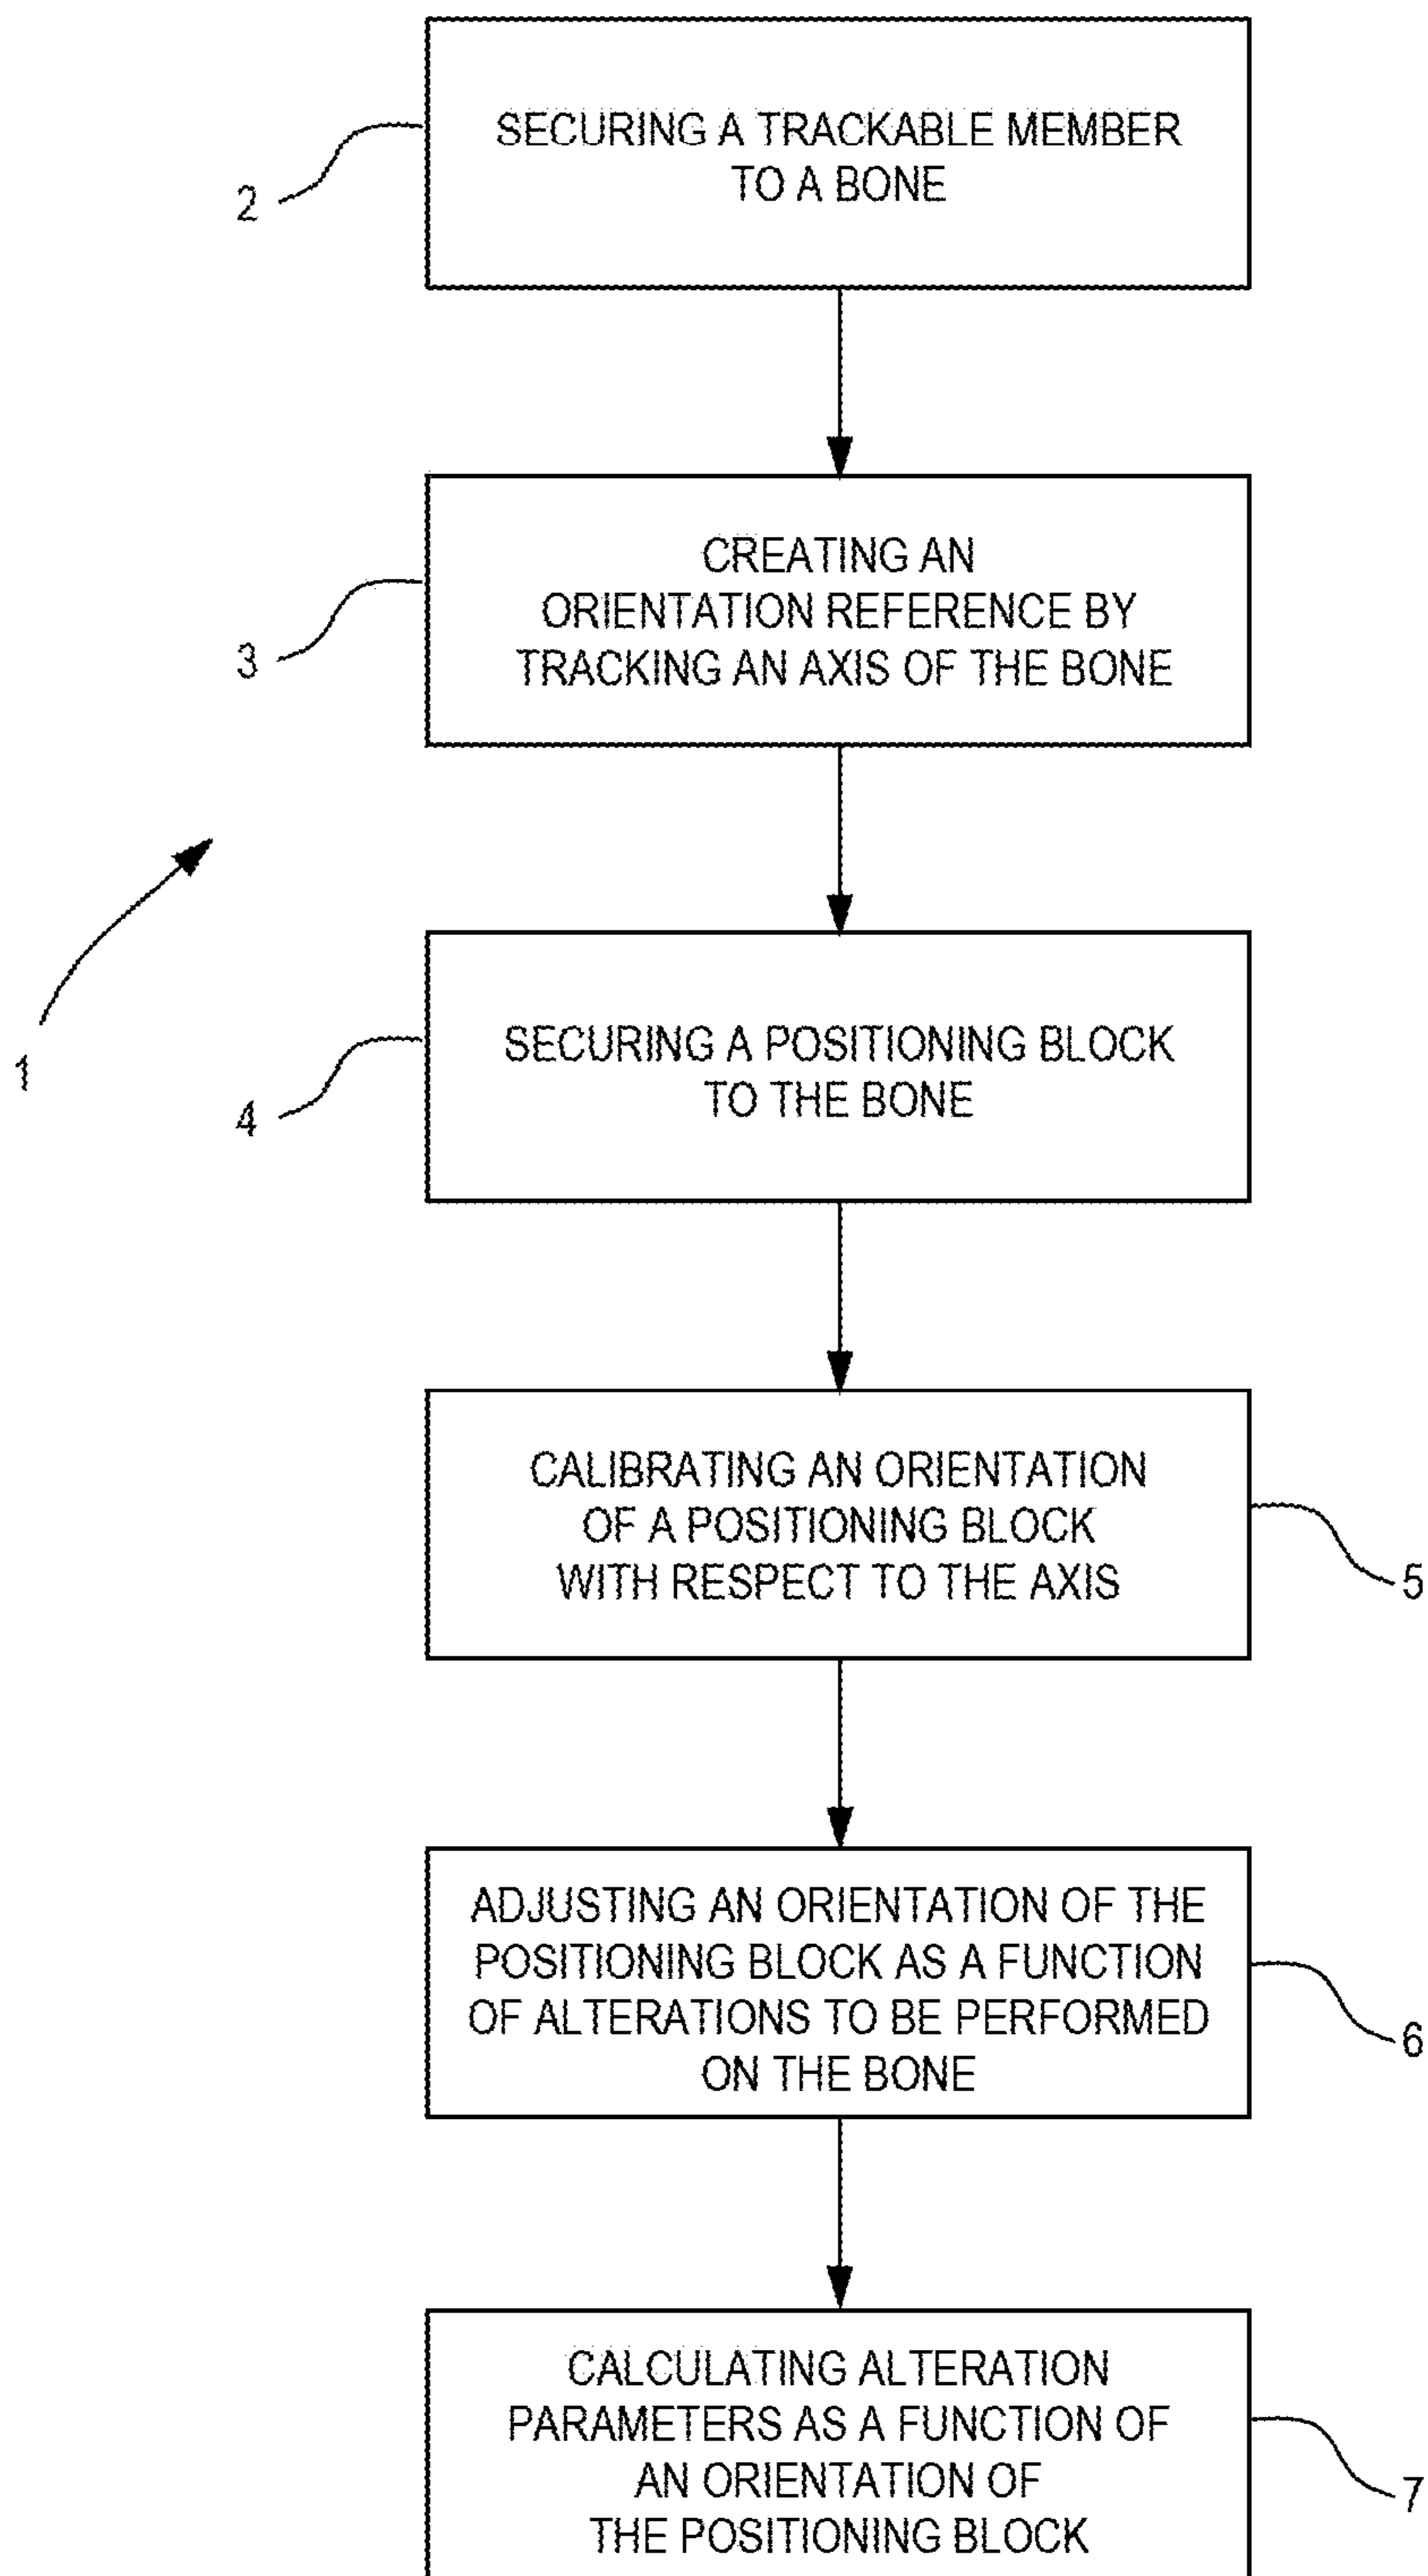 SECURING A TRACKABLE MEMBER
TO A BONE
2
CREATING AN
ORIENTATION REFERENCE BY
TRACKING AN AXIS OF THE BONE
3
1
SECURING A POSITIONING BLOCK
TO THE BONE
4
CALIBRATING AN ORIENTATION
OF A POSITIONING BLOCK
WITH RESPECT TO THE AXIS
5
ADJUSTING AN ORIENTATION OF THE
POSITIONING BLOCK AS A FUNCTION
OF ALTERATIONS TO BE PERFORMED
ON THE BONE
6
CALCULATING ALTERATION
PARAMETERS AS A FUNCTION OF
AN ORIENTATION OF
THE POSITIONING BLOCK
7